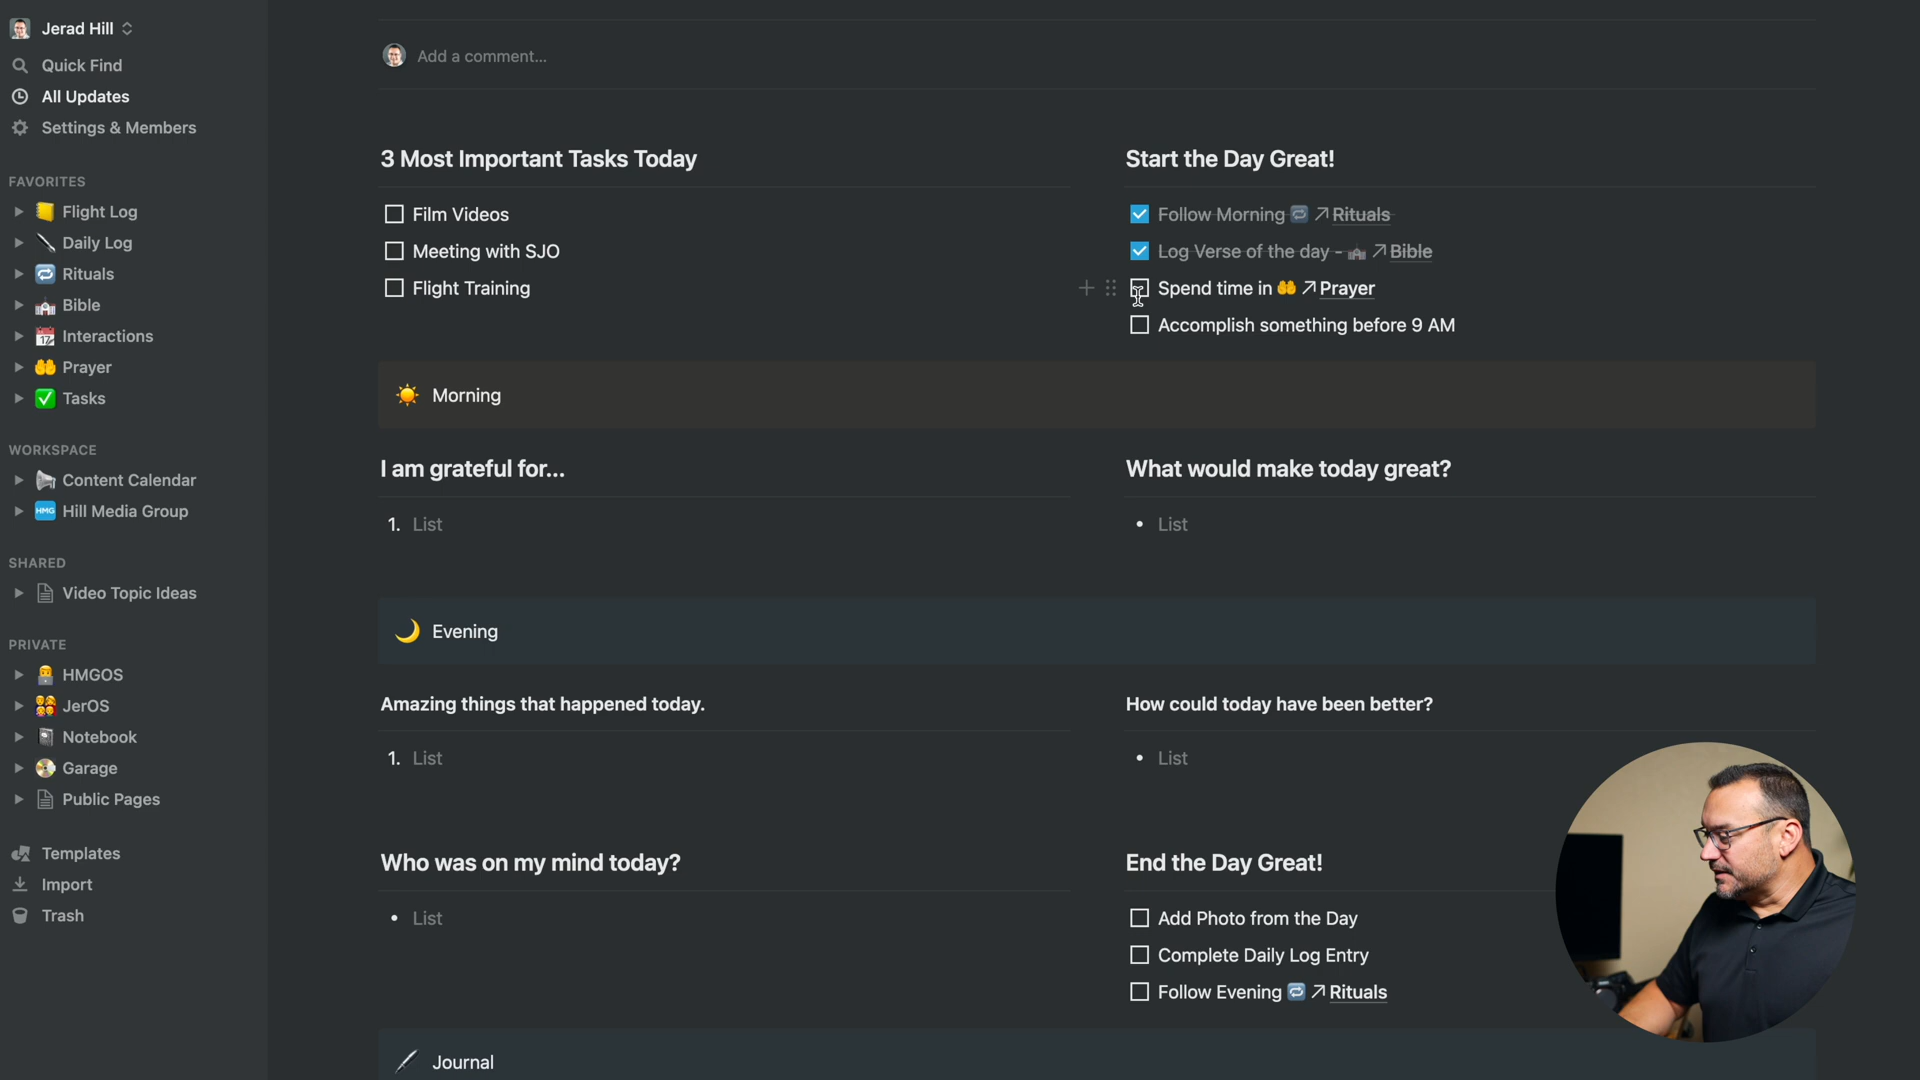 Jerad Hill
Quick Find
All Updates
Settings & Members
FAVORITES
Flight Log
Daily Log
Rituals
Bible
Interactions
Prayer
Tasks
WORKSPACE
Content Calendar
HMG Hill Media Group
SHARED
Video Topic Ideas
PRIVATE
HMGOS
JerOS
Notebook
Garage
Public Pages
Templates
Import
Trash
Add a comment...
3 Most Important Tasks Today
Film Videos
Meeting with SJO
Flight Training
Start the Day Great!
Follow Morning 🔁 ↗Rituals
Log Verse of the day - 💒 ↗Bible
Spend time in 🤲 ↗Prayer
Accomplish something before 9 AM
☀️ Morning
I am grateful for...
1. List
What would make today great?
• List
🌙 Evening
Amazing things that happened today.
1. List
How could today have been better?
• List
Who was on my mind today?
• List
End the Day Great!
Add Photo from the Day
Complete Daily Log Entry
Follow Evening 🔁 ↗Rituals
Journal